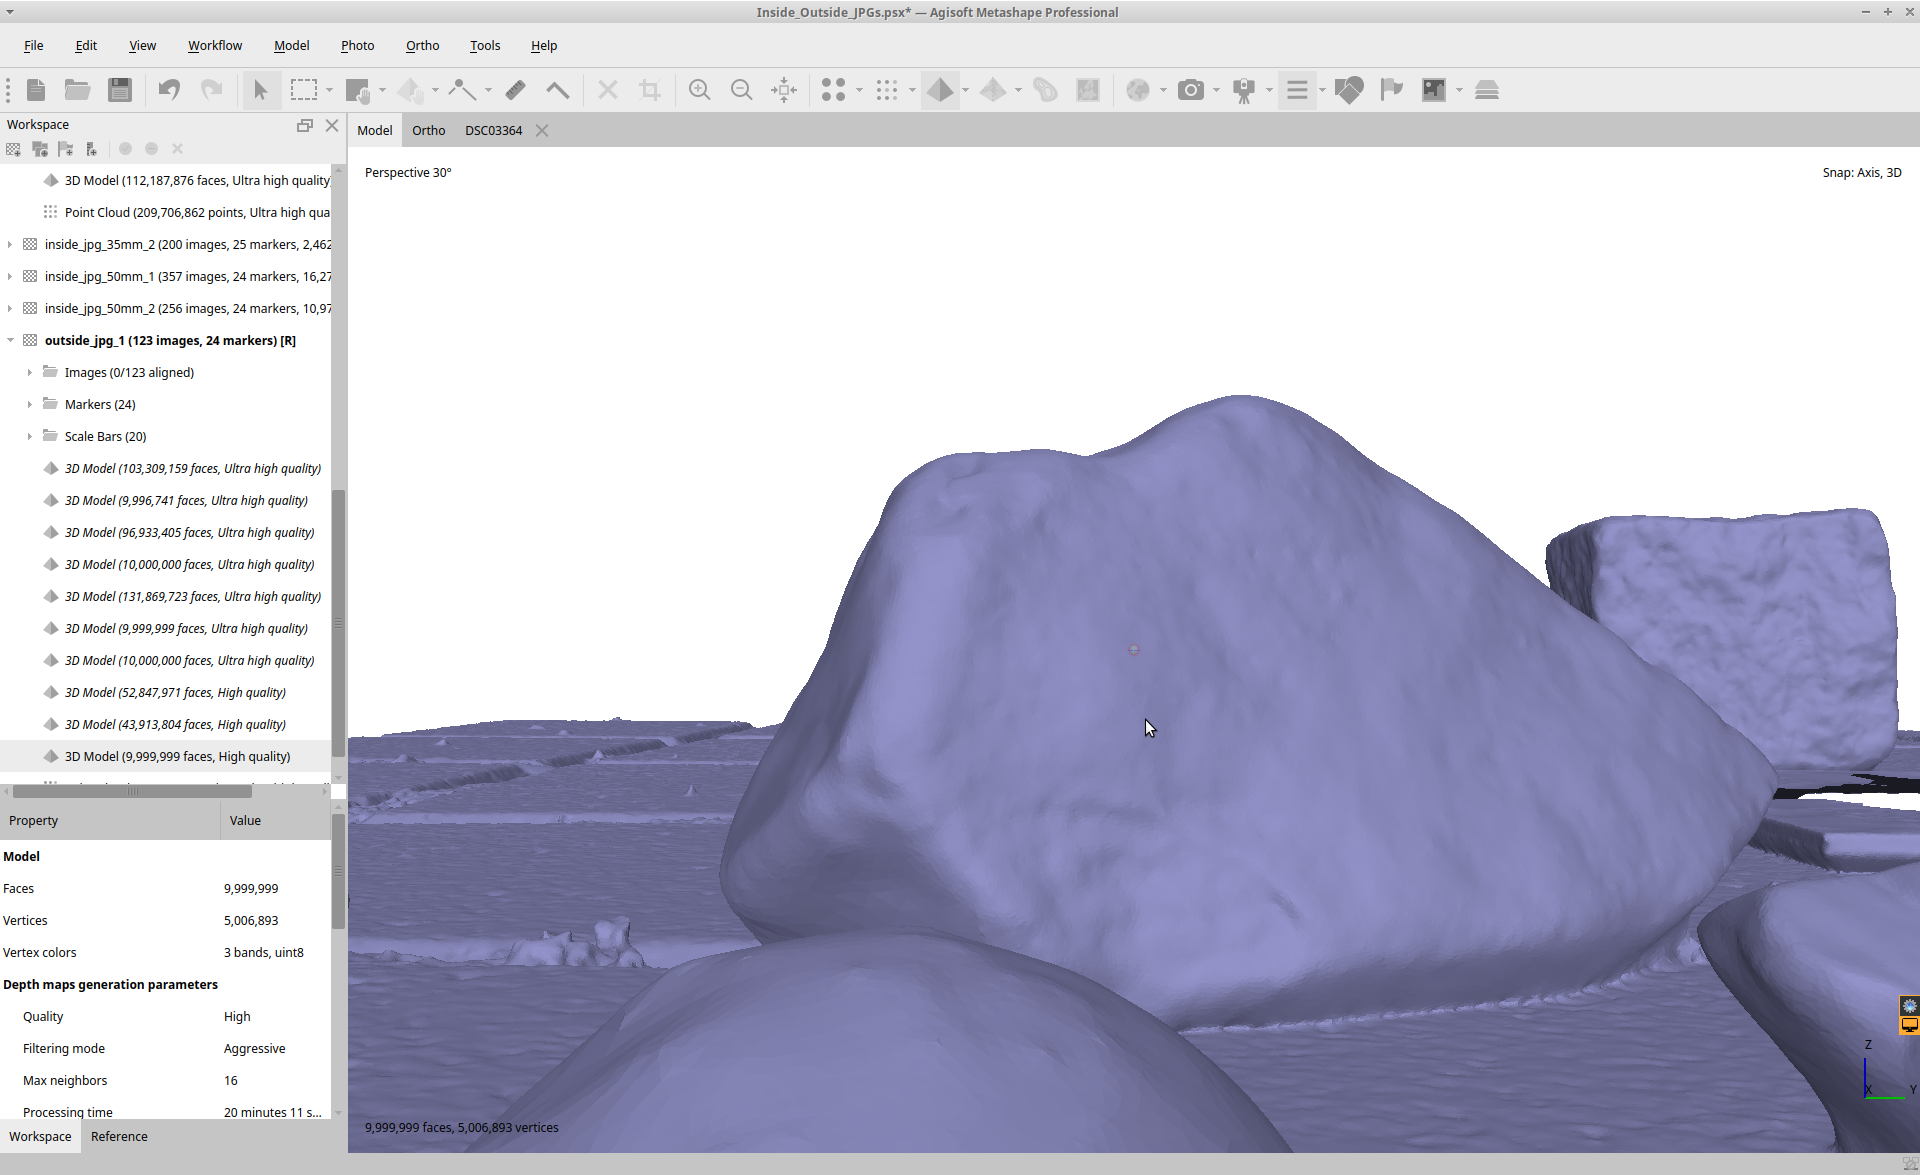 Inside_Outside_JPGs.psx* — Agisoft Metashape Professional
File Edit View Workflow Model Photo Ortho Tools Help
Workspace
Model Ortho DSC03364
Perspective 30°
Snap: Axis, 3D
3D Model (112,187,876 faces, Ultra high quality)
Point Cloud (209,706,862 points, Ultra high qua
inside_jpg_35mm_2 (200 images, 25 markers, 2,462
inside_jpg_50mm_1 (357 images, 24 markers, 16,27
inside_jpg_50mm_2 (256 images, 24 markers, 10,97
outside_jpg_1 (123 images, 24 markers) [R]
Images (0/123 aligned)
Markers (24)
Scale Bars (20)
3D Model (103,309,159 faces, Ultra high quality)
3D Model (9,996,741 faces, Ultra high quality)
3D Model (96,933,405 faces, Ultra high quality)
3D Model (10,000,000 faces, Ultra high quality)
3D Model (131,869,723 faces, Ultra high quality)
3D Model (9,999,999 faces, Ultra high quality)
3D Model (10,000,000 faces, Ultra high quality)
3D Model (52,847,971 faces, High quality)
3D Model (43,913,804 faces, High quality)
3D Model (9,999,999 faces, High quality)
Property Value
Model
Faces 9,999,999
Vertices 5,006,893
Vertex colors 3 bands, uint8
Depth maps generation parameters
Quality High
Filtering mode Aggressive
Max neighbors 16
Processing time 20 minutes 11 s...
Workspace Reference
9,999,999 faces, 5,006,893 vertices
Z
X
Y